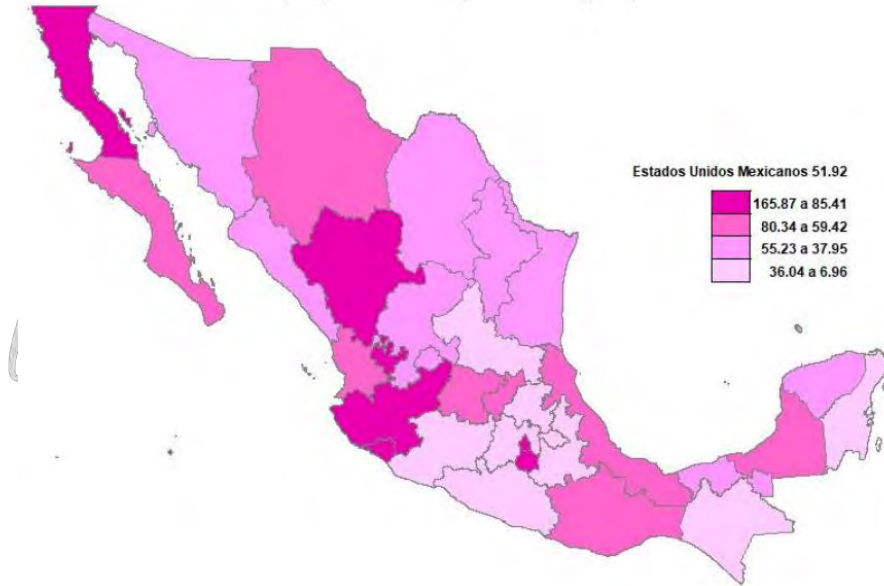 Estados Unidos Mexicanos 51.92
165.87 a 85.41
80.34 a 59.42
55.23 a 37.95
36.04 a 6.96